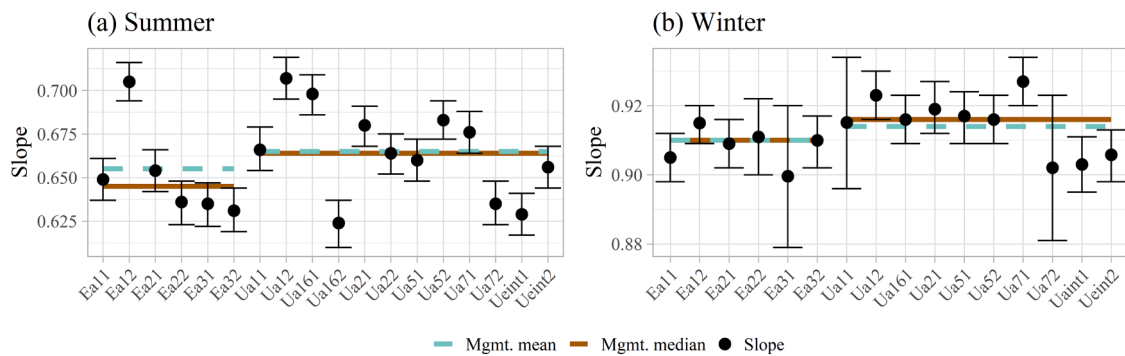 (a) Summer
Slope
0.700
0.675
0.650
0.625
Ea11 Ea12 Ea21 Ea22 Ea31 Ea32 Ua11 Ua12 Ua161 Ua162 Ua21 Ua22 Ua51 Ua52 Ua71 Ua72 Ueint1 Ueint2
(b) Winter
Slope
0.92
0.90
0.88
Ea11 Ea12 Ea21 Ea22 Ea31 Ea32 Ua11 Ua12 Ua161 Ua21 Ua51 Ua52 Ua71 Ua72 Uaint1 Ueint2
Mgmt. mean Mgmt. median Slope